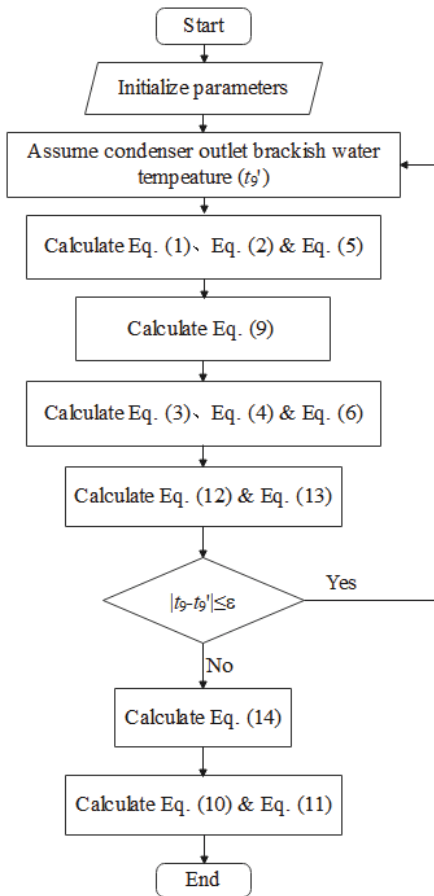 Start
Initialize parameters
Assume condenser outlet brackish water
tempeature (t₉')
Calculate Eq. (1)、Eq. (2) & Eq. (5)
Calculate Eq. (9)
Calculate Eq. (3)、Eq. (4) & Eq. (6)
Calculate Eq. (12) & Eq. (13)
|t₉-t₉'|≤ε
Yes
No
Calculate Eq. (14)
Calculate Eq. (10) & Eq. (11)
End